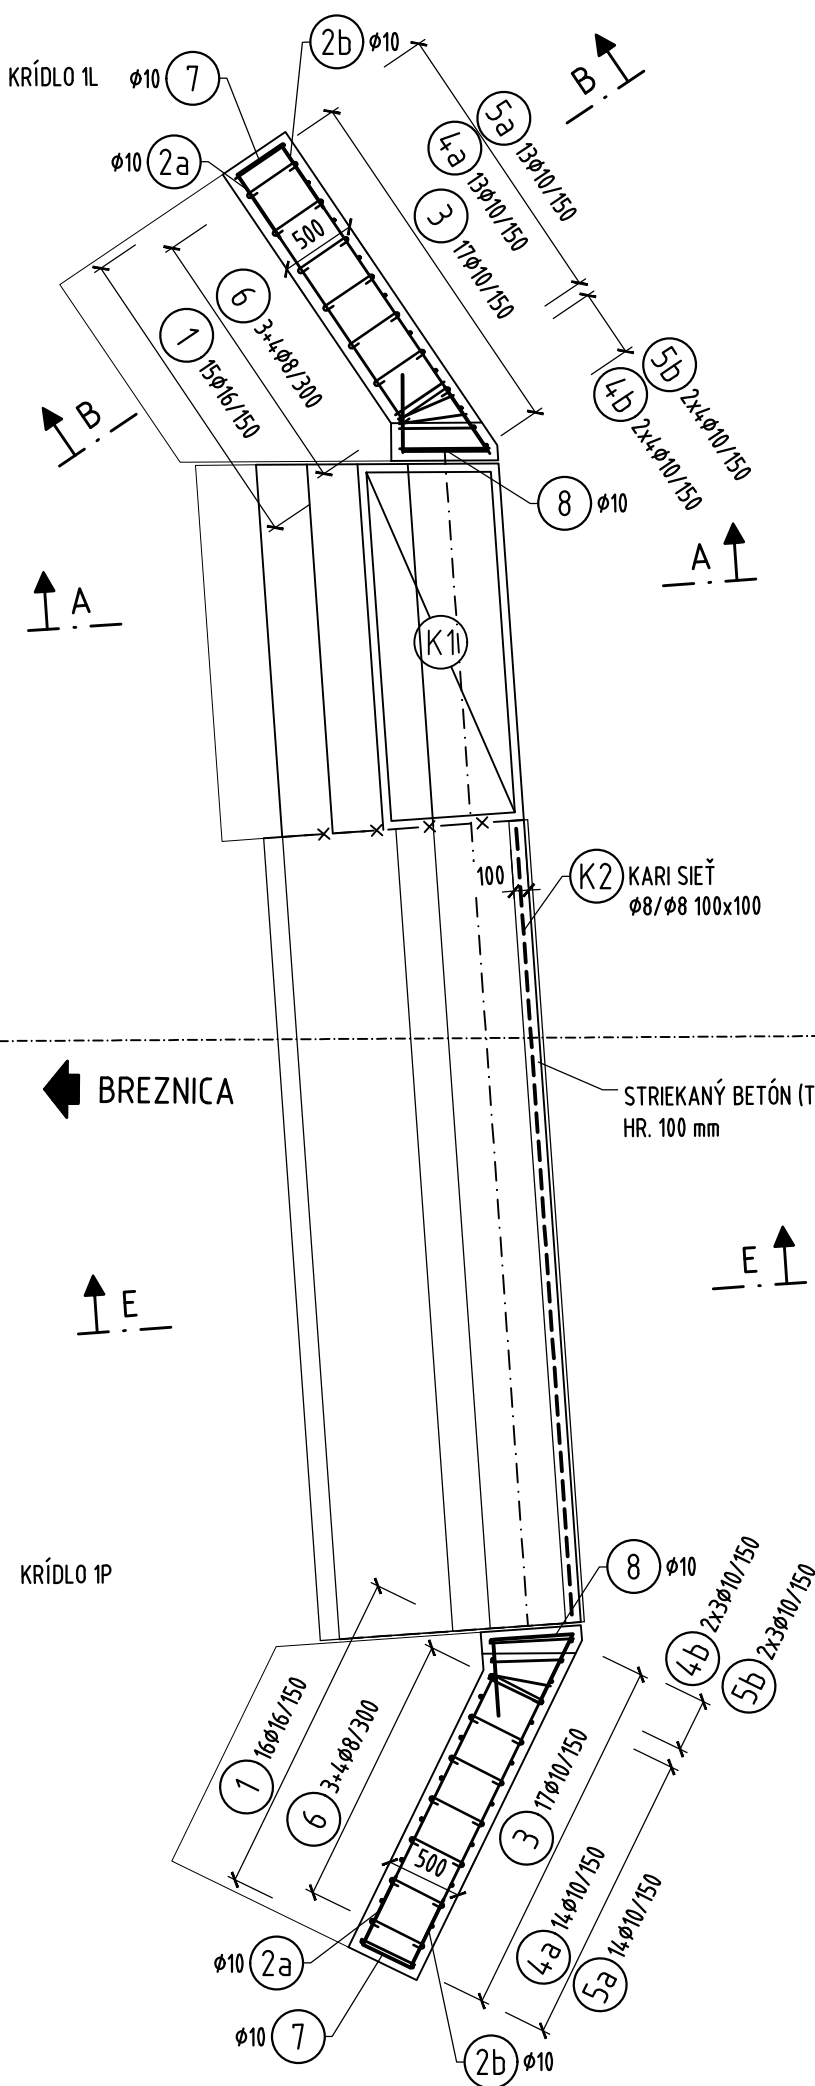 KRÍDLO 1L
ϕ10 7
2b ϕ10
ϕ10 2a
B
5a 13ϕ10/150
4a 13ϕ10/150
3 17ϕ10/150
500
6 3+4ϕ8/300
1 15ϕ16/150
5b 2x4ϕ10/150
4b 2x4ϕ10/150
B
8 ϕ10
A
A
K1i
100
K2 KARI SIEŤ
ϕ8/ϕ8 100x100
BREZNICA
STRIEKANÝ BETÓN (T
HR. 100 mm
E
E
KRÍDLO 1P
8 ϕ10
4b 2x3ϕ10/150
5b 2x3ϕ10/150
1 16ϕ16/150
6 3+4ϕ8/300
3 17ϕ10/150
500
4a 14ϕ10/150
5a 14ϕ10/150
ϕ10 2a
ϕ10 7
2b ϕ10